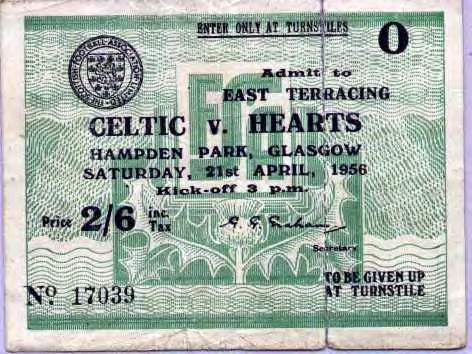 ENTER ONLY AT TURNSTILES
O
Admit to
EAST TERRACING
CELTIC V. HEARTS
HAMPDEN PARK, GLASGOW
SATURDAY, 21st APRIL, 1956
Kick-off 3 p.m.
Price 2/6 inc. Tax
Secretary
No 17039
TO BE GIVEN UP
AT TURNSTILE